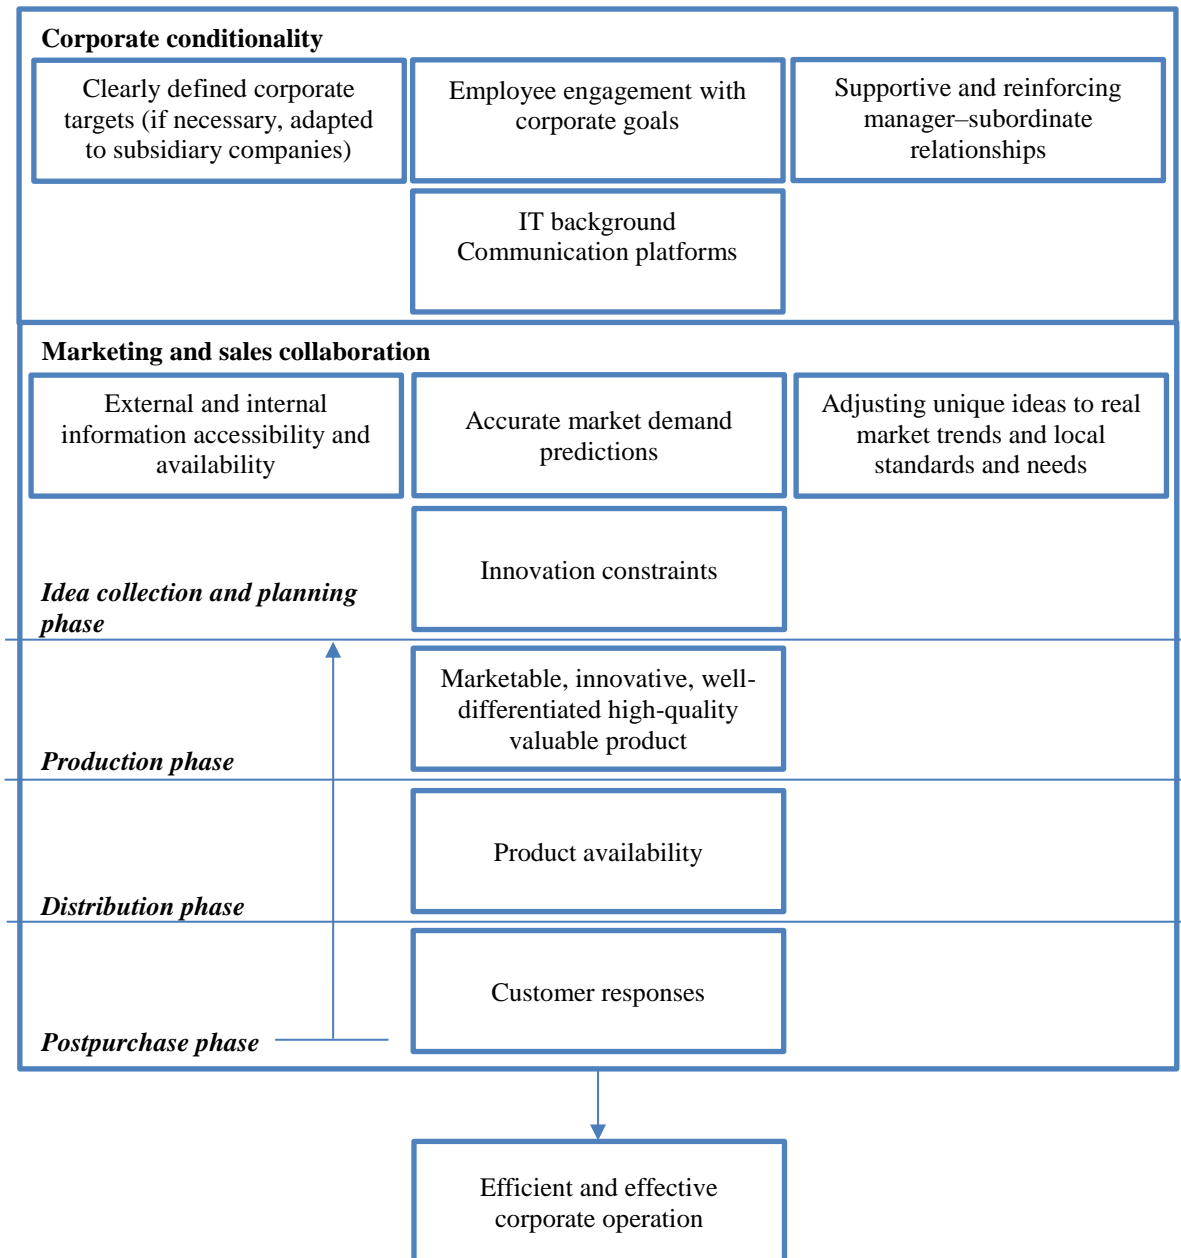 Corporate conditionality
Clearly defined corporate
targets (if necessary, adapted
to subsidiary companies)
Employee engagement with
corporate goals
Supportive and reinforcing
manager–subordinate
relationships
IT background
Communication platforms
Marketing and sales collaboration
External and internal
information accessibility and
availability
Accurate market demand
predictions
Adjusting unique ideas to real
market trends and local
standards and needs
Innovation constraints
Idea collection and planning
phase
Marketable, innovative, well-
differentiated high-quality
valuable product
Production phase
Product availability
Distribution phase
Customer responses
Postpurchase phase
Efficient and effective
corporate operation